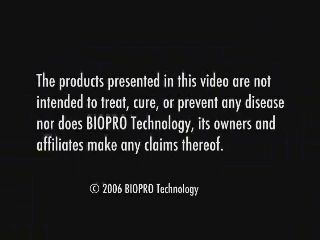 The products presented in this video are not
intended to treat, cure, or prevent any disease
nor does BIOPRO Technology, its owners and
affiliates make any claims thereof.
© 2006 BIOPRO Technology